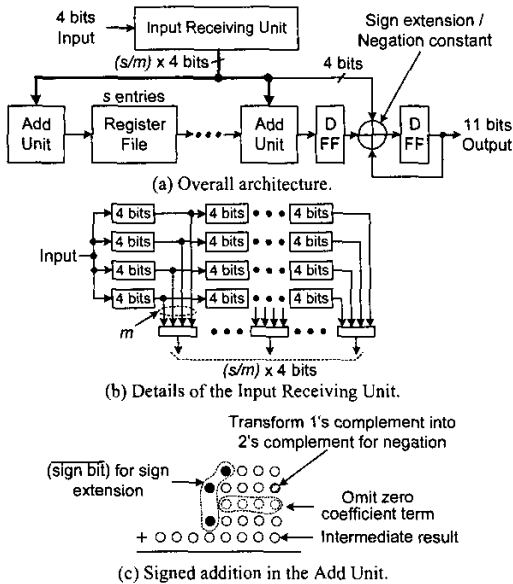 4 bits
Input
Input Receiving Unit
(s/m) x 4 bits
Sign extension /
Negation constant
4 bits
s entries
Add
Unit
Register
File
Add
Unit
D
FF
D
FF
11 bits
Output
(a) Overall architecture.
4 bits 4 bits 4 bits
4 bits 4 bits 4 bits
Input
4 bits 4 bits 4 bits
4 bits 4 bits 4 bits
m
(s/m) x 4 bits
(b) Details of the Input Receiving Unit.
Transform 1's complement into
2's complement for negation
(sign bit) for sign
extension
Omit zero
coefficient term
+
Intermediate result
(c) Signed addition in the Add Unit.